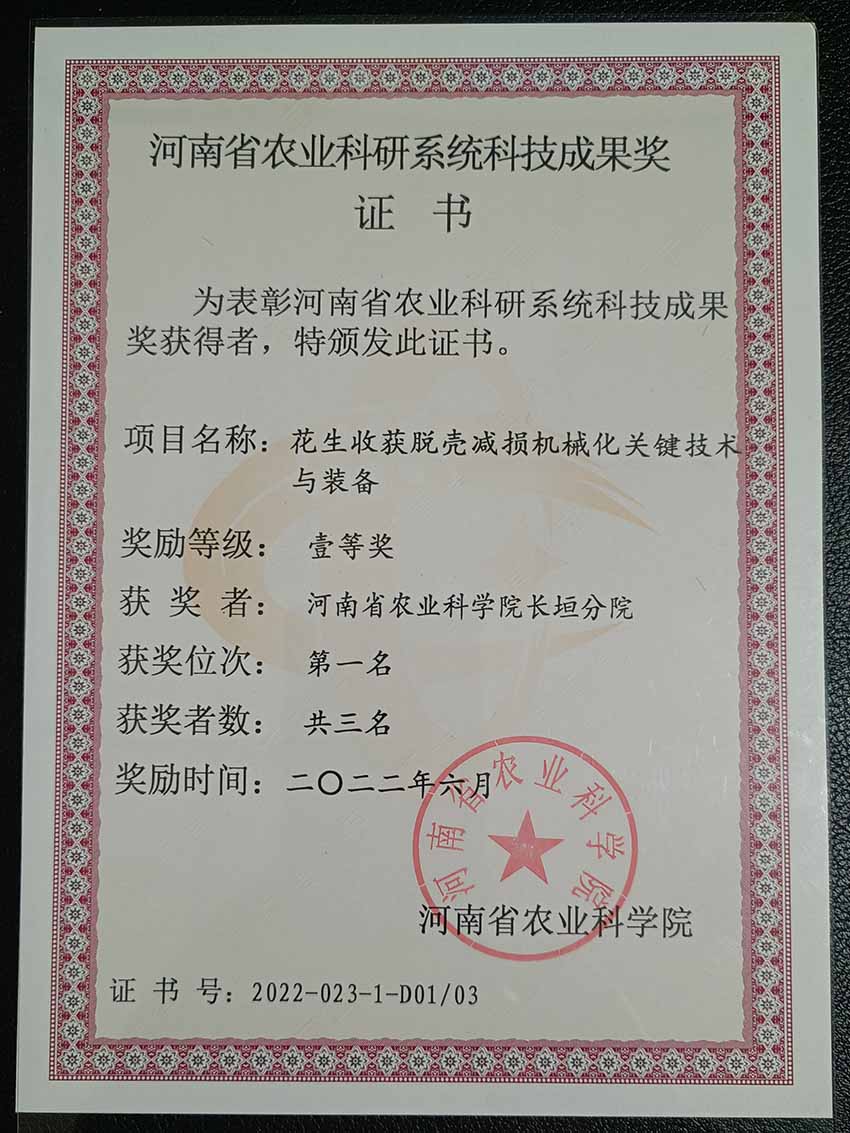 河南省农业科研系统科技成果奖
证 书
为表彰河南省农业科研系统科技成果
奖获得者，特颁发此证书。
项目名称：花生收获脱壳减损机械化关键技术
与装备
奖励等级： 壹等奖
获 奖 者： 河南省农业科学院长垣分院
获奖位次： 第一名
获奖者数： 共三名
奖励时间：二〇二二年六月
河南省农业科学院
河南省农业科学院
证 书 号：2022-023-1-D01/03